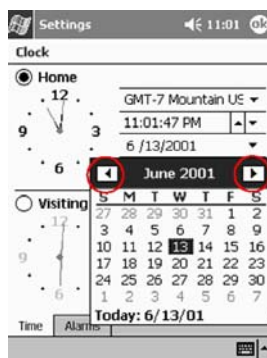 Settings 11:01 ok
Clock
Home
12
9 3
6
GMT-7 Mountain US
11:01:47 PM
6 /13/2001
June 2001
S M T W T F S
27 28 29 30 31 1 2
3 4 5 6 7 8 9
10 11 12 13 14 15 16
17 18 19 20 21 22 23
24 25 26 27 28 29 30
1 2 3 4 5 6 7
Today: 6/13/01
Visiting
12
9
6
Time Alarms